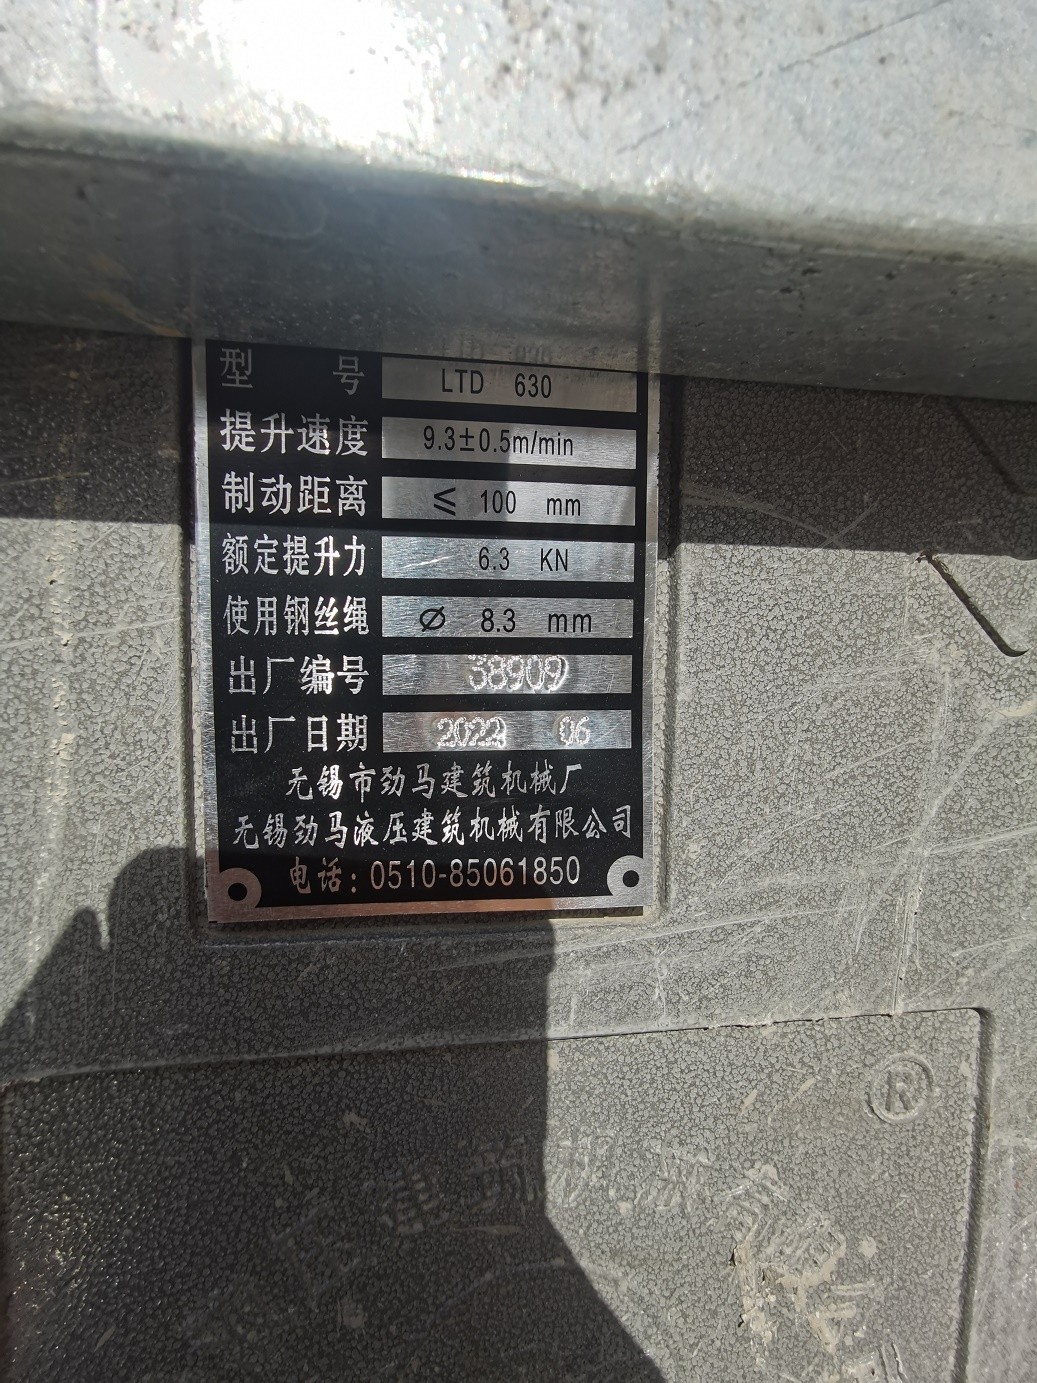 型 号 LTD 630
提升速度 9.3±0.5m/min
制动距离 ≤ 100 mm
额定提升力 6.3 KN
使用钢丝绳 Ø 8.3 mm
出厂编号 38909
出厂日期 2022 06
无锡市劲马建筑机械厂
无锡劲马液压建筑机械有限公司
电话：0510-85061850
®